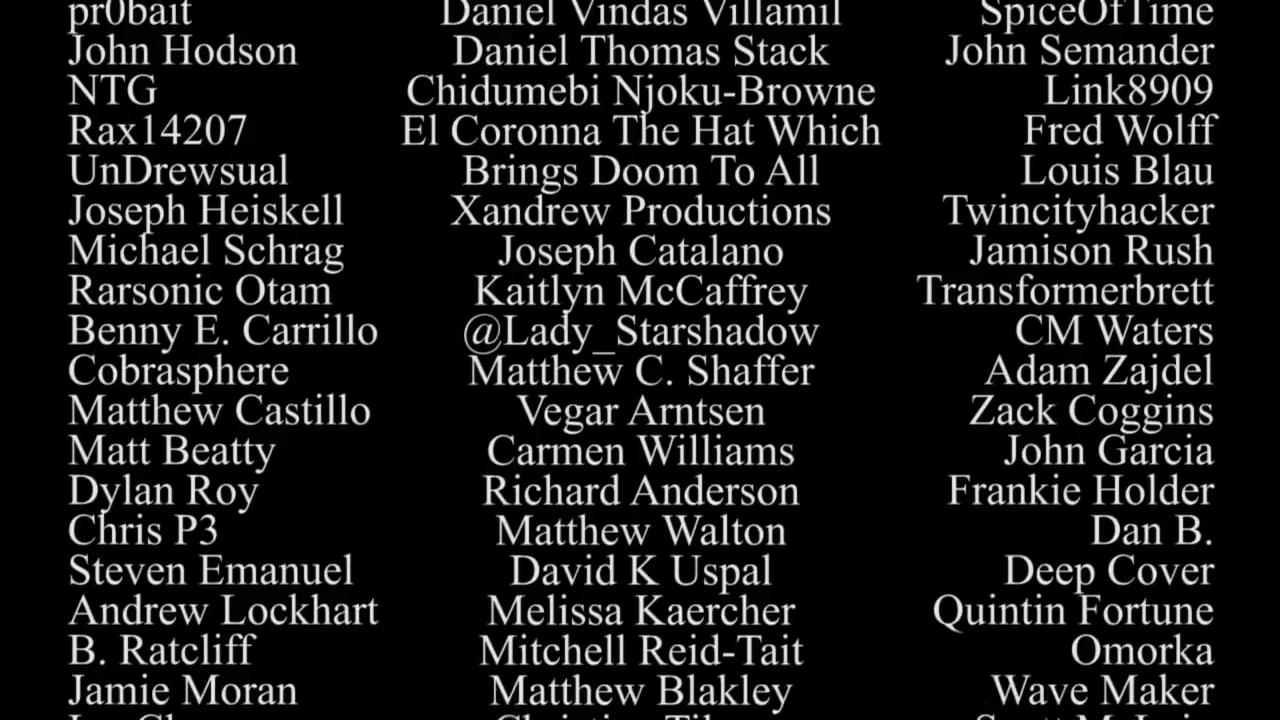 pr0bait
John Hodson
NTG
Rax14207
UnDrewsual
Joseph Heiskell
Michael Schrag
Rarsonic Otam
Benny E. Carrillo
Cobrasphere
Matthew Castillo
Matt Beatty
Dylan Roy
Chris P3
Steven Emanuel
Andrew Lockhart
B. Ratcliff
Jamie Moran
Daniel Vindas Villamil
Daniel Thomas Stack
Chidumebi Njoku-Browne
El Coronna The Hat Which
Brings Doom To All
Xandrew Productions
Joseph Catalano
Kaitlyn McCaffrey
@Lady_Starshadow
Matthew C. Shaffer
Vegar Arntsen
Carmen Williams
Richard Anderson
Matthew Walton
David K Uspal
Melissa Kaercher
Mitchell Reid-Tait
Matthew Blakley
SpiceOfTime
John Semander
Link8909
Fred Wolff
Louis Blau
Twincityhacker
Jamison Rush
Transformerbrett
CM Waters
Adam Zajdel
Zack Coggins
John Garcia
Frankie Holder
Dan B.
Deep Cover
Quintin Fortune
Omorka
Wave Maker